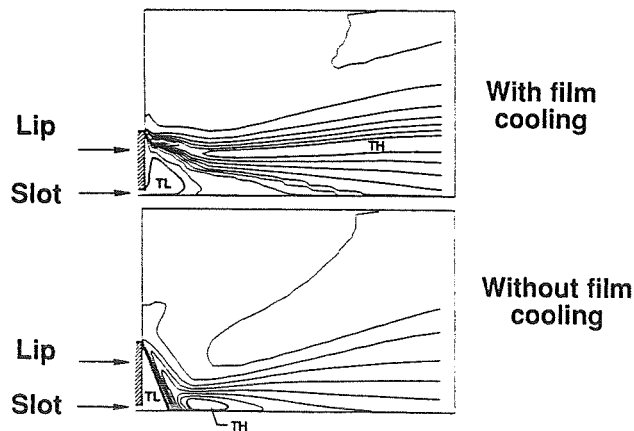 With film
cooling
Lip
TH
TL
Slot
Without film
cooling
Lip
TL
Slot
TH